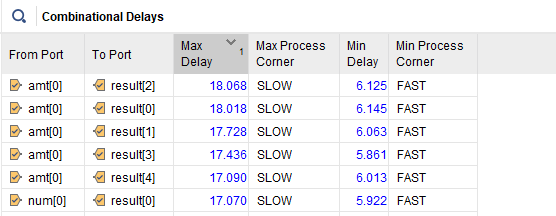 Combinational Delays
From Port To Port Max Delay 1 Max Process Corner Min Delay Min Process Corner
amt[0] result[2] 18.068 SLOW 6.125 FAST
amt[0] result[0] 18.018 SLOW 6.145 FAST
amt[0] result[1] 17.728 SLOW 6.063 FAST
amt[0] result[3] 17.436 SLOW 5.861 FAST
amt[0] result[4] 17.090 SLOW 6.013 FAST
num[0] result[0] 17.070 SLOW 5.922 FAST